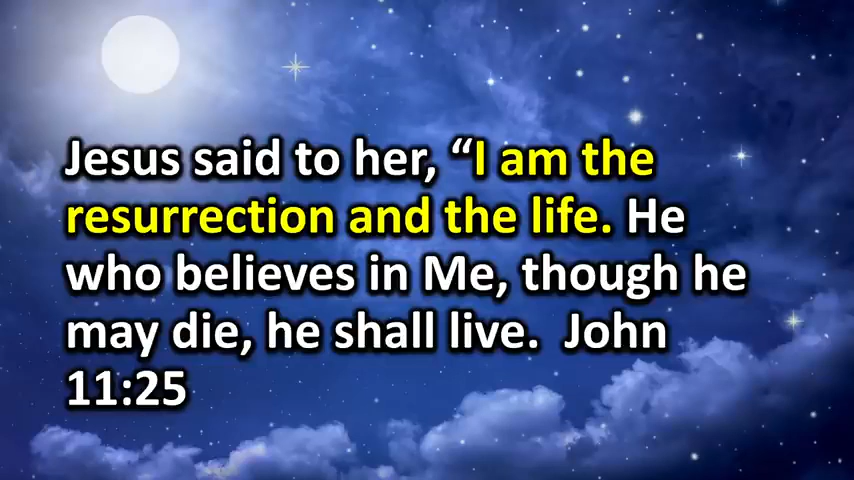 Jesus said to her, “I am the
resurrection and the life. He
who believes in Me, though he
may die, he shall live.  John
11:25